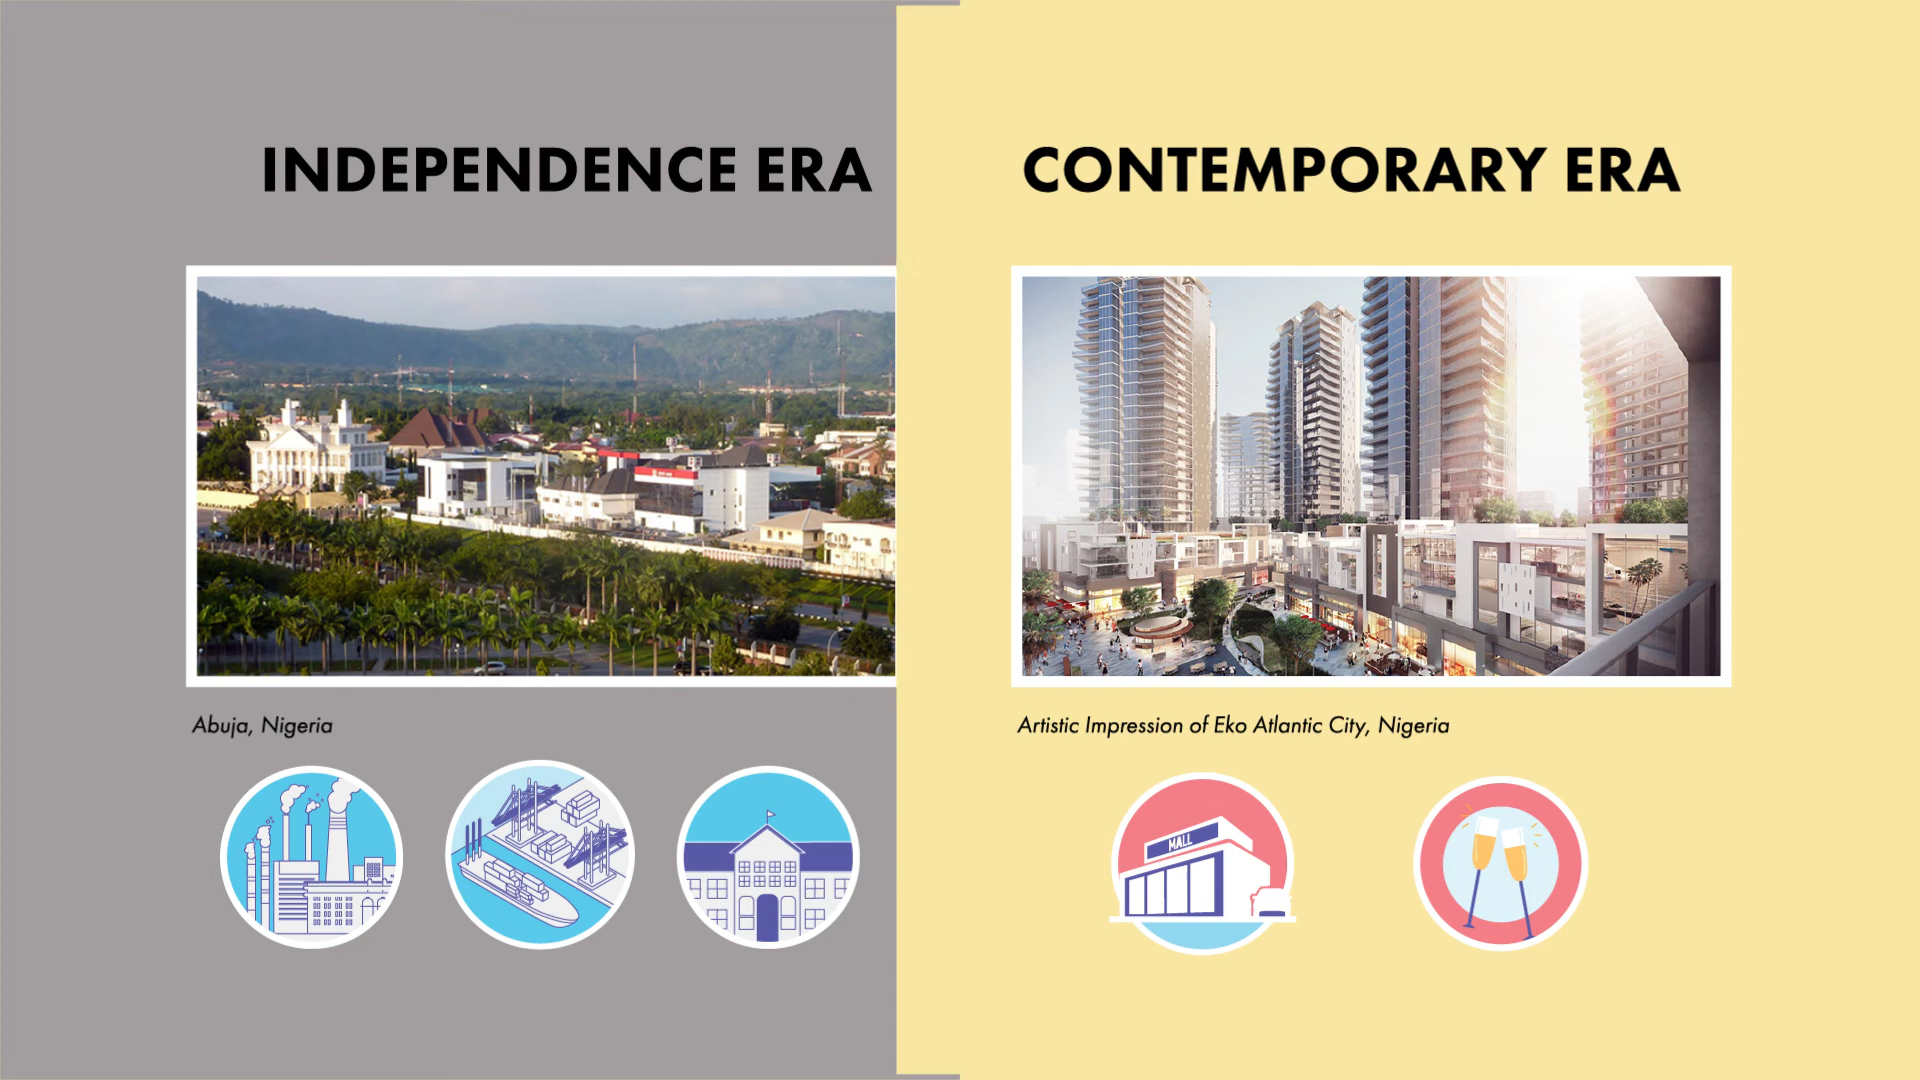 INDEPENDENCE ERA
CONTEMPORARY ERA
Abuja, Nigeria
Artistic Impression of Eko Atlantic City, Nigeria
MALL